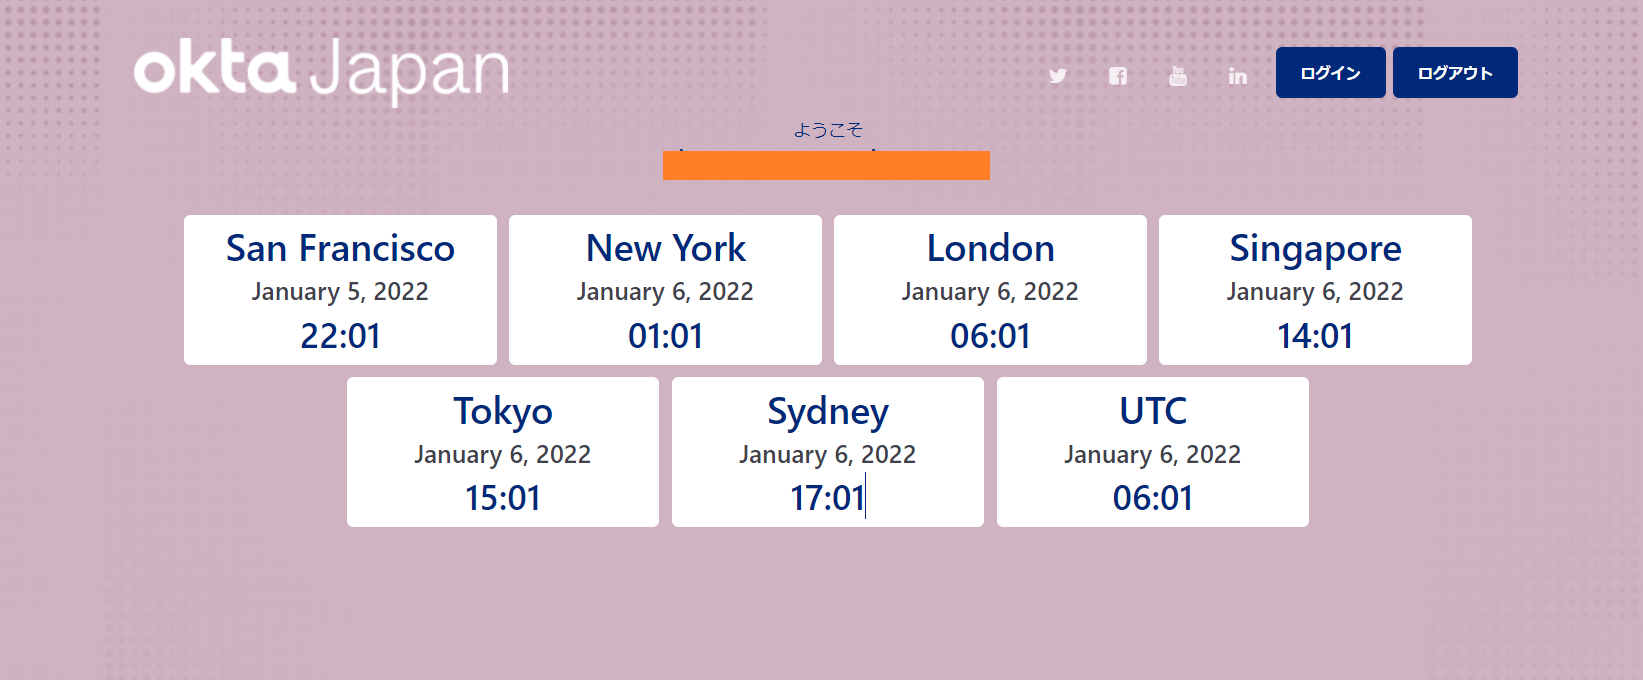 okta Japan
ログイン
ログアウト
ようこそ
San Francisco
January 5, 2022
22:01
New York
January 6, 2022
01:01
London
January 6, 2022
06:01
Singapore
January 6, 2022
14:01
Tokyo
January 6, 2022
15:01
Sydney
January 6, 2022
17:01
UTC
January 6, 2022
06:01